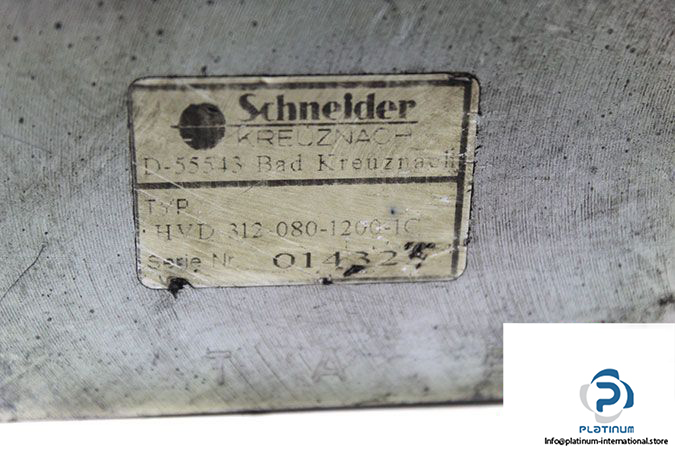 Schneider
KREUZNACH
D-55543 Bad Kreuznach
TYP
HVD 312-080-1200-1C
Serie Nr.
PLATINUM
Info@platinum-international.store